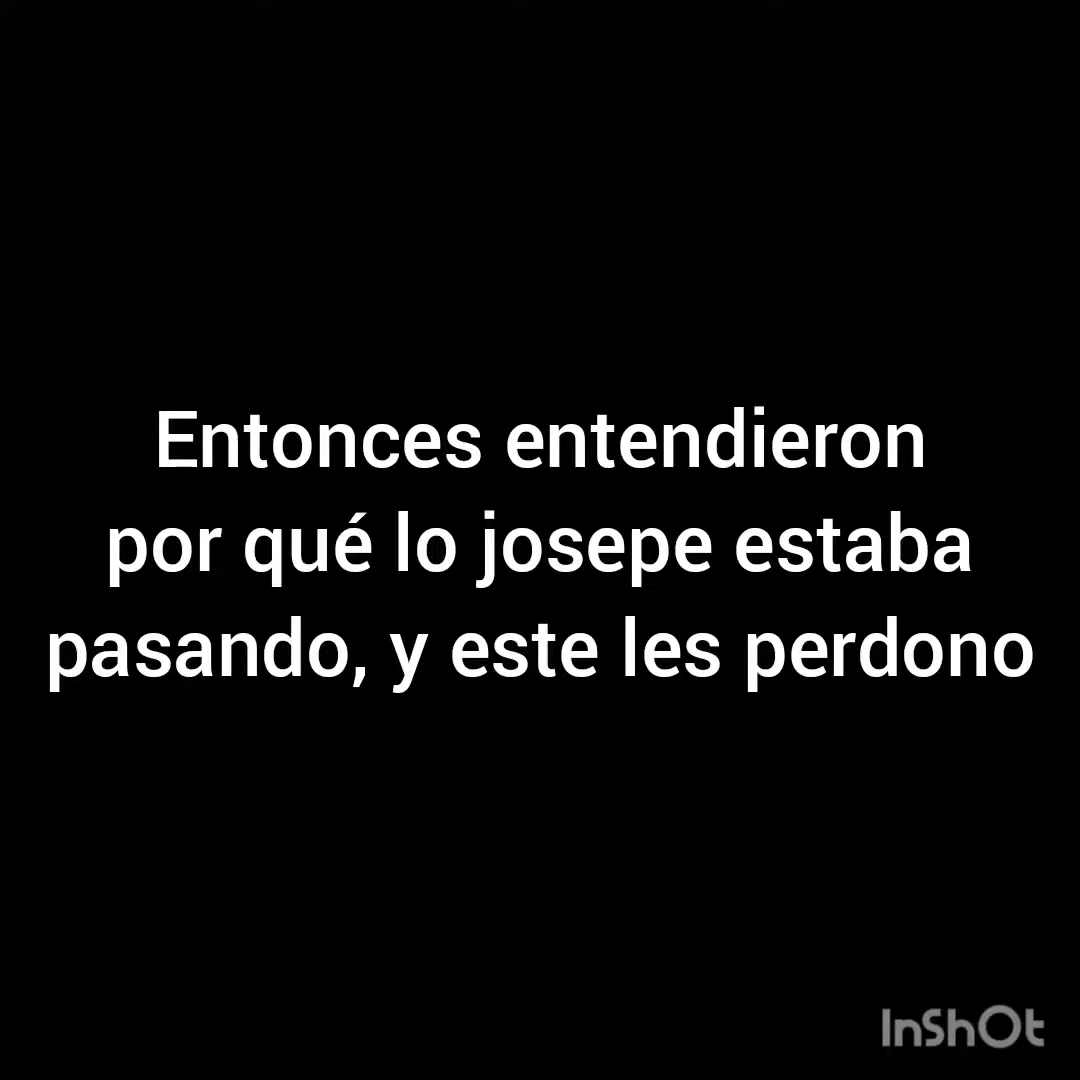 Entonces entendieron
por qué lo josepe estaba
pasando, y este les perdono
InShOt